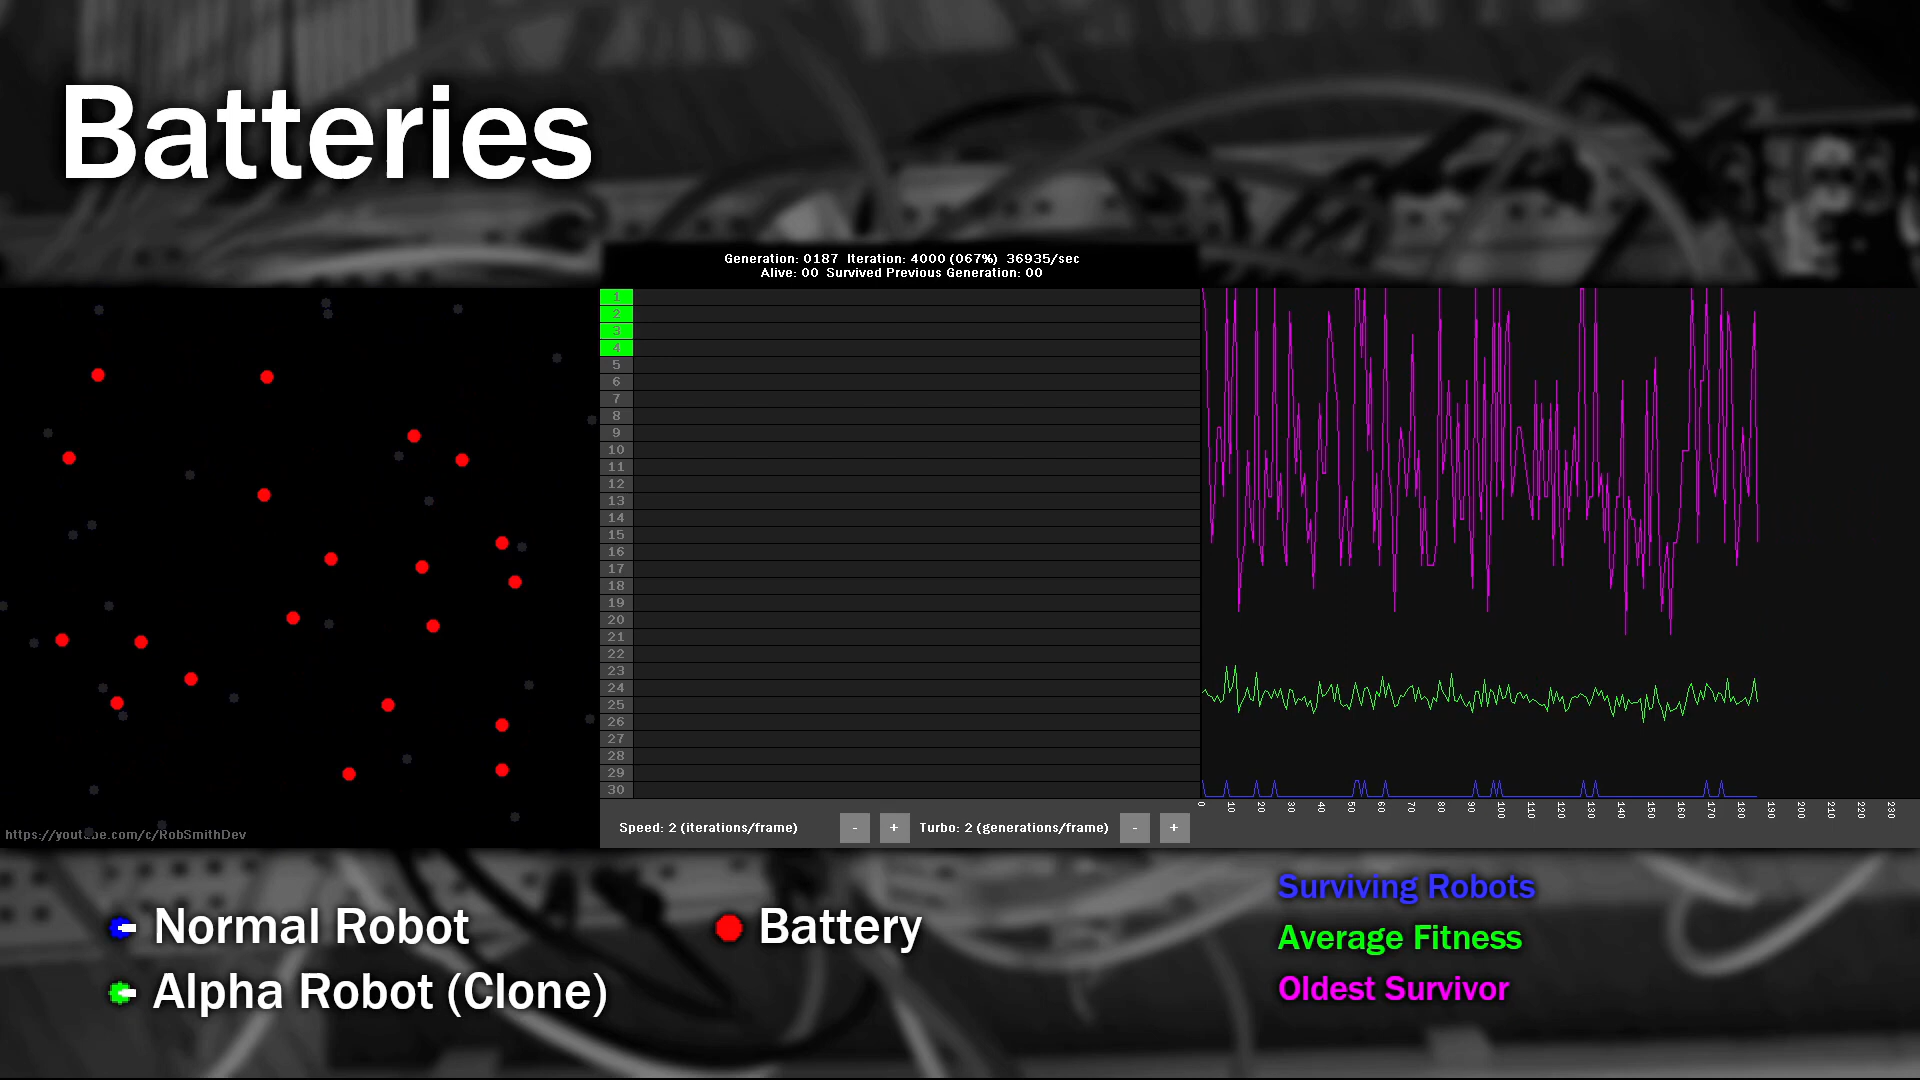 Batteries
Generation: 0187 Iteration: 4000 (067%) 36935/sec
Alive: 00 Survived Previous Generation: 00
1
2
3
4
5
6
7
8
9
10
11
12
13
14
15
16
17
18
19
20
21
22
23
24
25
26
27
28
29
30
0 10 20 30 40 50 60 70 80 90 100 110 120 130 140 150 160 170 180 190 200 210 220 230
Speed: 2 (iterations/frame) - + Turbo: 2 (generations/frame) - +
https://youtube.com/c/RobSmithDev
Normal Robot
Alpha Robot (Clone)
Battery
Surviving Robots
Average Fitness
Oldest Survivor